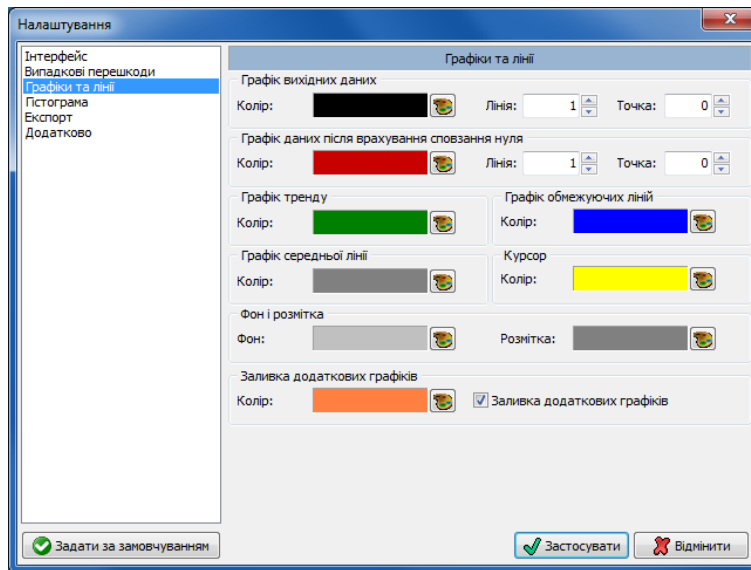 Налаштування
Інтерфейс
Випадкові перешкоди
Графіки та лінії
Гістограма
Експорт
Додатково
Графіки та лінії
Графік вихідних даних
Колір: Лінія: 1 Точка: 0
Графік даних після врахування сповзання нуля
Колір: Лінія: 1 Точка: 0
Графік тренду Графік обмежуючих ліній
Колір: Колір:
Графік середньої лінії Курсор
Колір: Колір:
Фон і розмітка
Фон: Розмітка:
Заливка додаткових графіків
Колір: Заливка додаткових графіків
Задати за замовчуванням Застосувати Відмінити